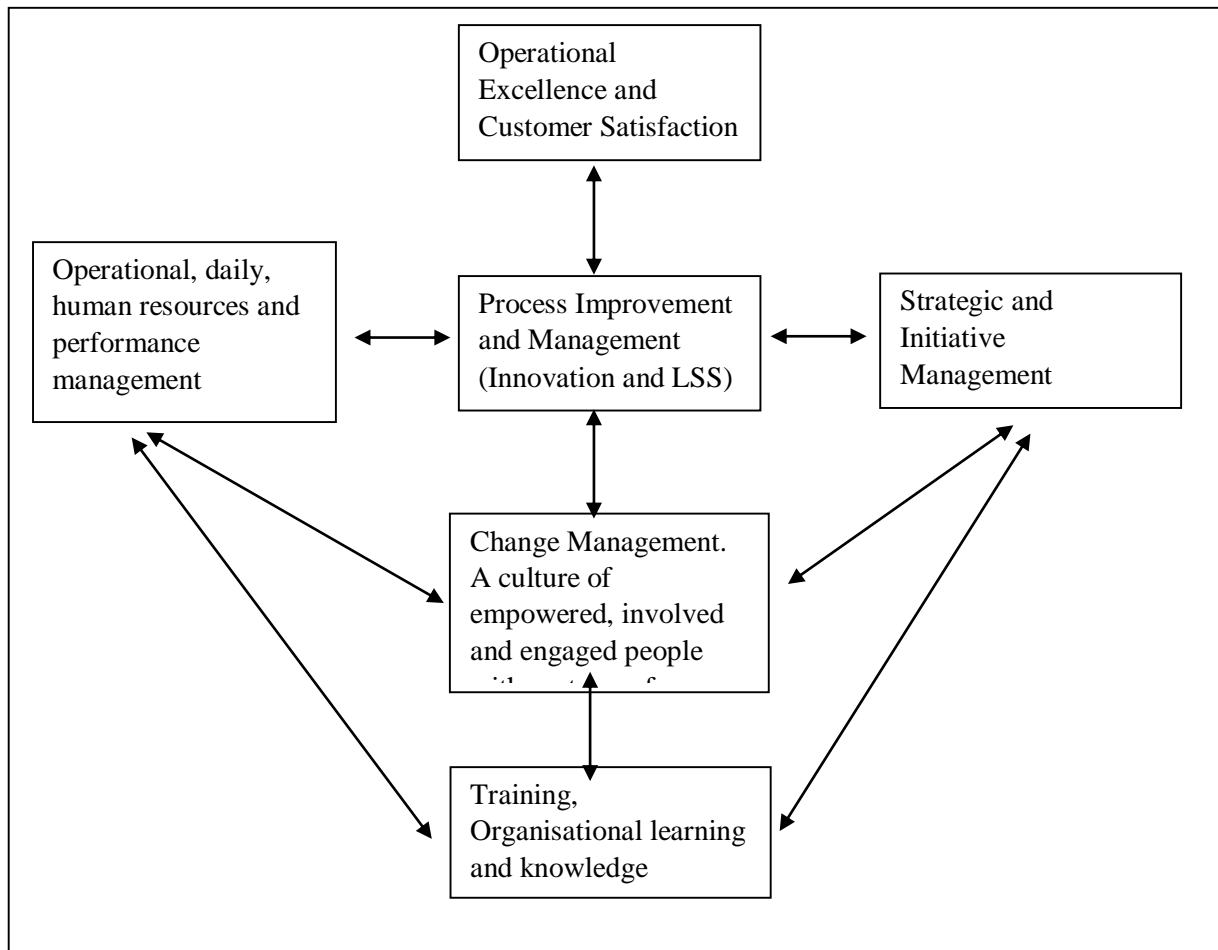 Operational
Excellence and
Customer Satisfaction
Operational, daily,
human resources and
performance
management
Process Improvement
and Management
(Innovation and LSS)
Strategic and
Initiative
Management
Change Management.
A culture of
empowered, involved
and engaged people
Training,
Organisational learning
and knowledge